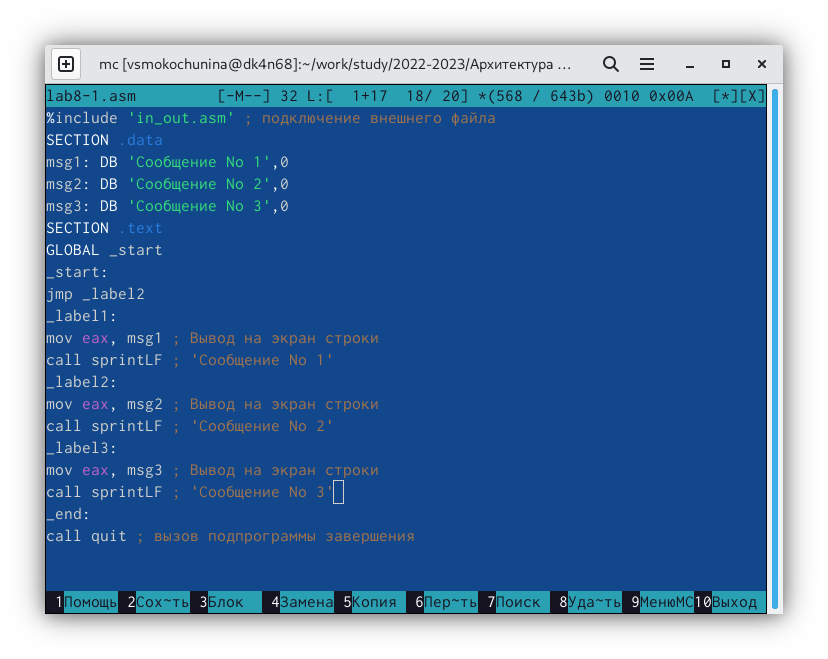 mc [vsmokochunina@dk4n68]:~/work/study/2022-2023/Архитектура ...
lab8-1.asm [-M--] 32 L:[ 1+17 18/ 20] *(568 / 643b) 0010 0x00A [*][X]
%include 'in_out.asm' ; подключение внешнего файла
SECTION .data
msg1: DB 'Сообщение No 1',0
msg2: DB 'Сообщение No 2',0
msg3: DB 'Сообщение No 3',0
SECTION .text
GLOBAL _start
_start:
jmp _label2
_label1:
mov eax, msg1 ; Вывод на экран строки
call sprintLF ; 'Сообщение No 1'
_label2:
mov eax, msg2 ; Вывод на экран строки
call sprintLF ; 'Сообщение No 2'
_label3:
mov eax, msg3 ; Вывод на экран строки
call sprintLF ; 'Сообщение No 3'
_end:
call quit ; вызов подпрограммы завершения
1Помощь 2Сох~ть 3Блок 4Замена 5Копия 6Пер~ть 7Поиск 8Уда~ть 9МенюMC 10Выход